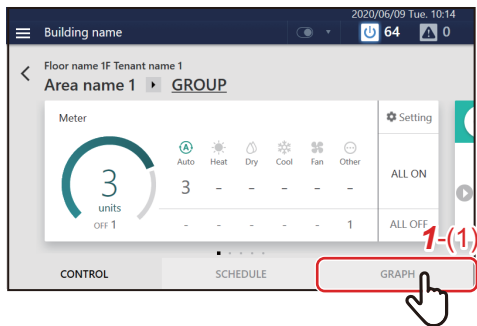 2020/06/09 Tue. 10:14
Building name
64
0
Floor name 1F Tenant name 1
Area name 1 GROUP
Meter
Setting
A
Auto Heat Dry Cool Fan Other
3 - - - - -
3
units
OFF 1
- - - - - 1
ALL ON
ALL OFF
1-(1)
CONTROL SCHEDULE GRAPH